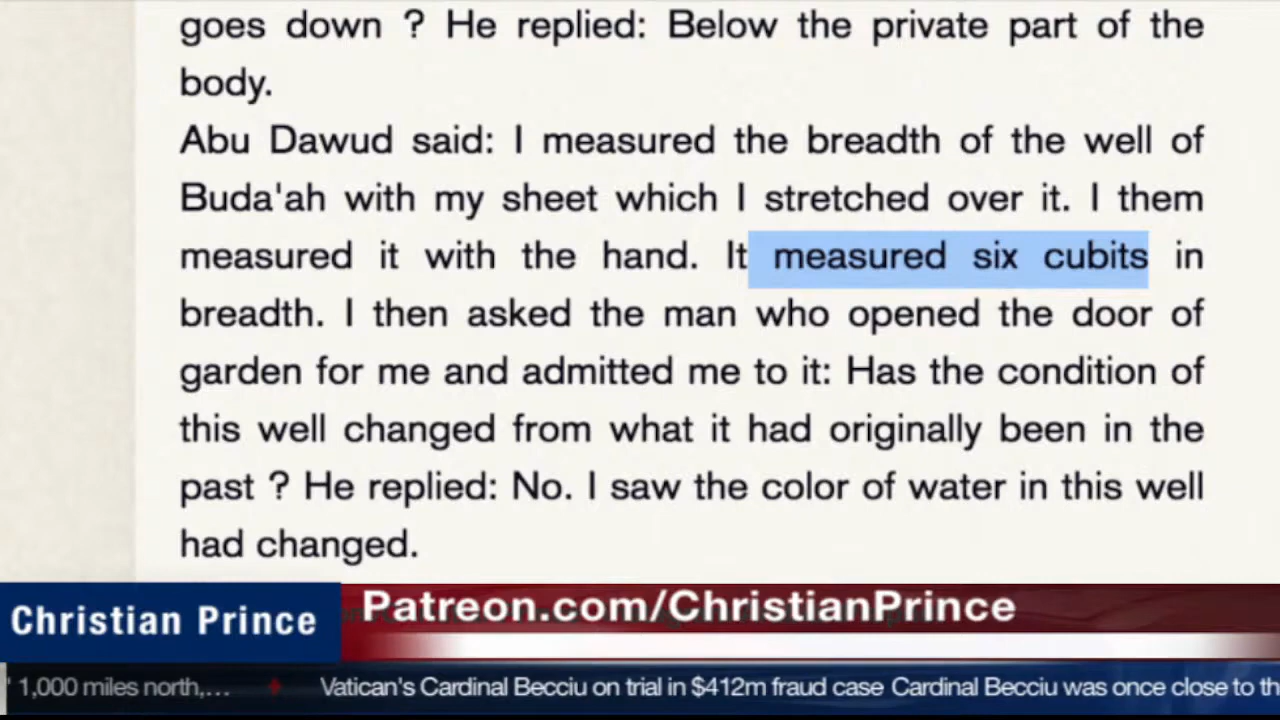 goes down ? He replied: Below the private part of the
body.
Abu Dawud said: I measured the breadth of the well of
Buda'ah with my sheet which I stretched over it. I them
measured it with the hand. It measured six cubits in
breadth. I then asked the man who opened the door of
garden for me and admitted me to it: Has the condition of
this well changed from what it had originally been in the
past ? He replied: No. I saw the color of water in this well
had changed.
Christian Prince
Patreon.com/ChristianPrince
' 1,000 miles north,... Vatican's Cardinal Becciu on trial in $412m fraud case Cardinal Becciu was once close to th